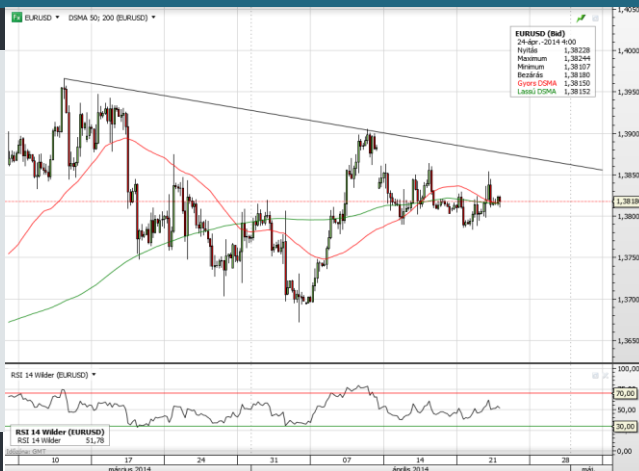 EURUSD DSMA 50; 200 (EURUSD)
EURUSD (Bid)
24-ápr.-2014 4:00
Nyitás 1,38228
Maximum 1,38244
Minimum 1,38107
Bezárás 1,38180
Gyors DSMA 1,38150
Lassú DSMA 1,38152
1,4050
1,4000
1,3950
1,3900
1,3850
1,38180
1,3800
1,3750
1,3700
1,3650
RSI 14 Wilder (EURUSD)
100,00
70,00
50,00
30,00
0,00
RSI 14 Wilder (EURUSD)
RSI 14 Wilder 51,78
Időzóna: GMT
10 17 24 31 07 14 21 28
március 2014 április 2014 máj.